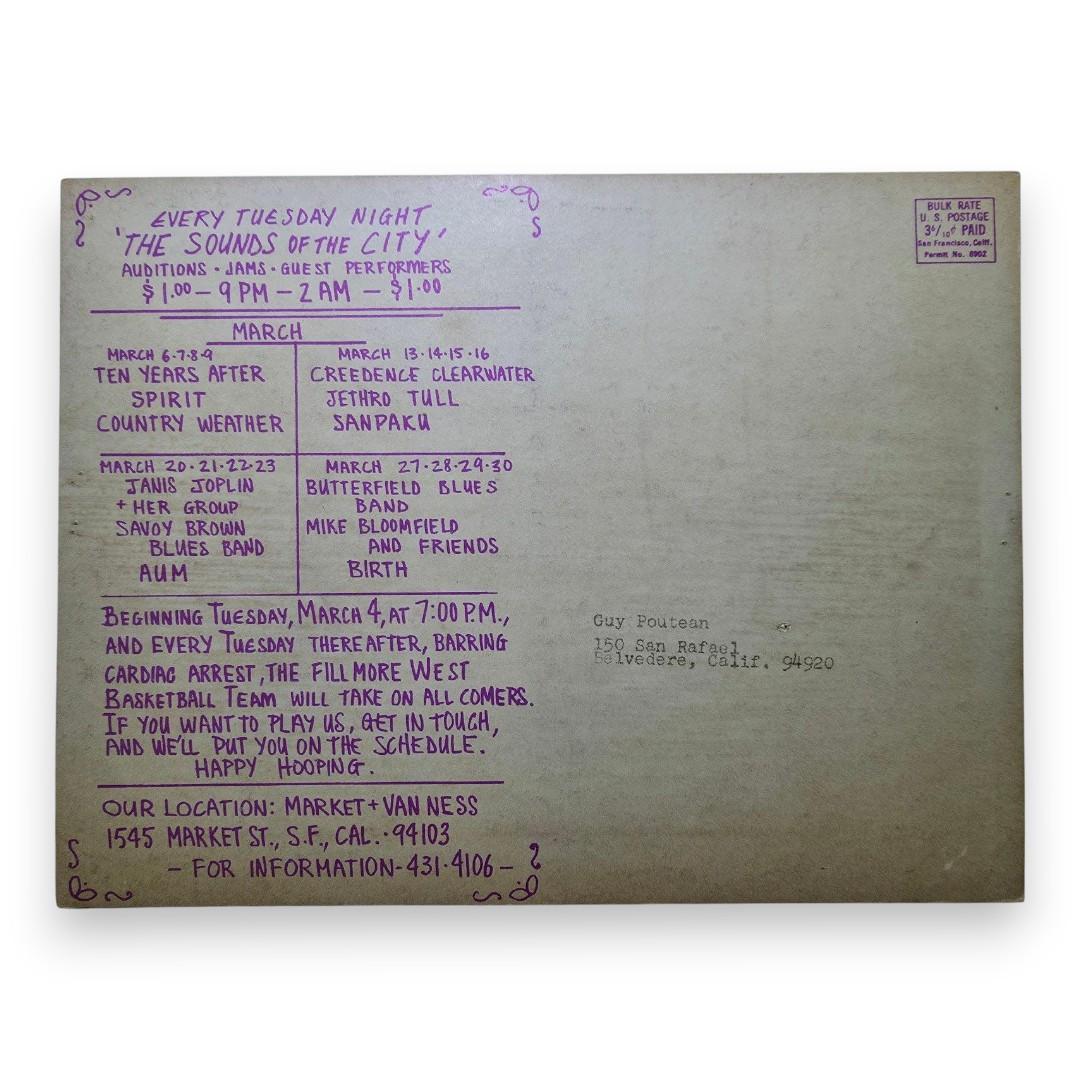 EVERY TUESDAY NIGHT
'THE SOUNDS OF THE CITY'
AUDITIONS · JAMS · GUEST PERFORMERS
$1.00 — 9 PM — 2 AM — $1.00
MARCH
MARCH 6·7·8·9
TEN YEARS AFTER
SPIRIT
COUNTRY WEATHER
MARCH 13·14·15·16
CREEDENCE CLEARWATER
JETHRO TULL
SANPAKU
MARCH 20·21·22·23
JANIS JOPLIN
+ HER GROUP
SAVOY BROWN
BLUES BAND
AUM
MARCH 27·28·29·30
BUTTERFIELD BLUES
BAND
MIKE BLOOMFIELD
AND FRIENDS
BIRTH
BEGINNING TUESDAY, MARCH 4, AT 7:00 P.M.,
AND EVERY TUESDAY THEREAFTER, BARRING
CARDIAC ARREST, THE FILLMORE WEST
BASKETBALL TEAM WILL TAKE ON ALL COMERS.
IF YOU WANT TO PLAY US, GET IN TOUCH,
AND WE'LL PUT YOU ON THE SCHEDULE.
HAPPY HOOPING.
OUR LOCATION: MARKET + VAN NESS
1545 MARKET ST., S.F., CAL. · 94103
— FOR INFORMATION - 431·4106 —
BULK RATE
U. S. POSTAGE
3 6/10¢ PAID
San Francisco, Calif.
Permit No. 8902
Guy Poutean
150 San Rafael
Belvedere, Calif. 94920